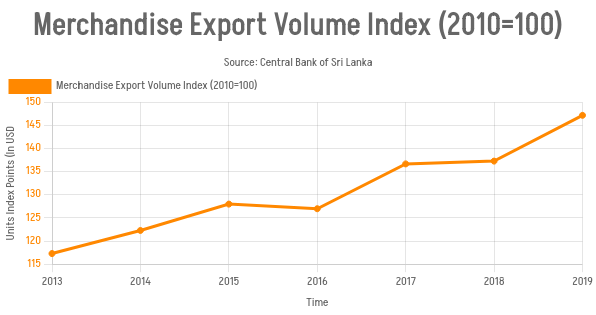 Merchandise Export Volume Index (2010=100)
Source: Central Bank of Sri Lanka
Merchandise Export Volume Index (2010=100)
Units Index Points (In USD
150
145
140
135
130
125
120
115
2013 2014 2015 2016 2017 2018 2019
Time